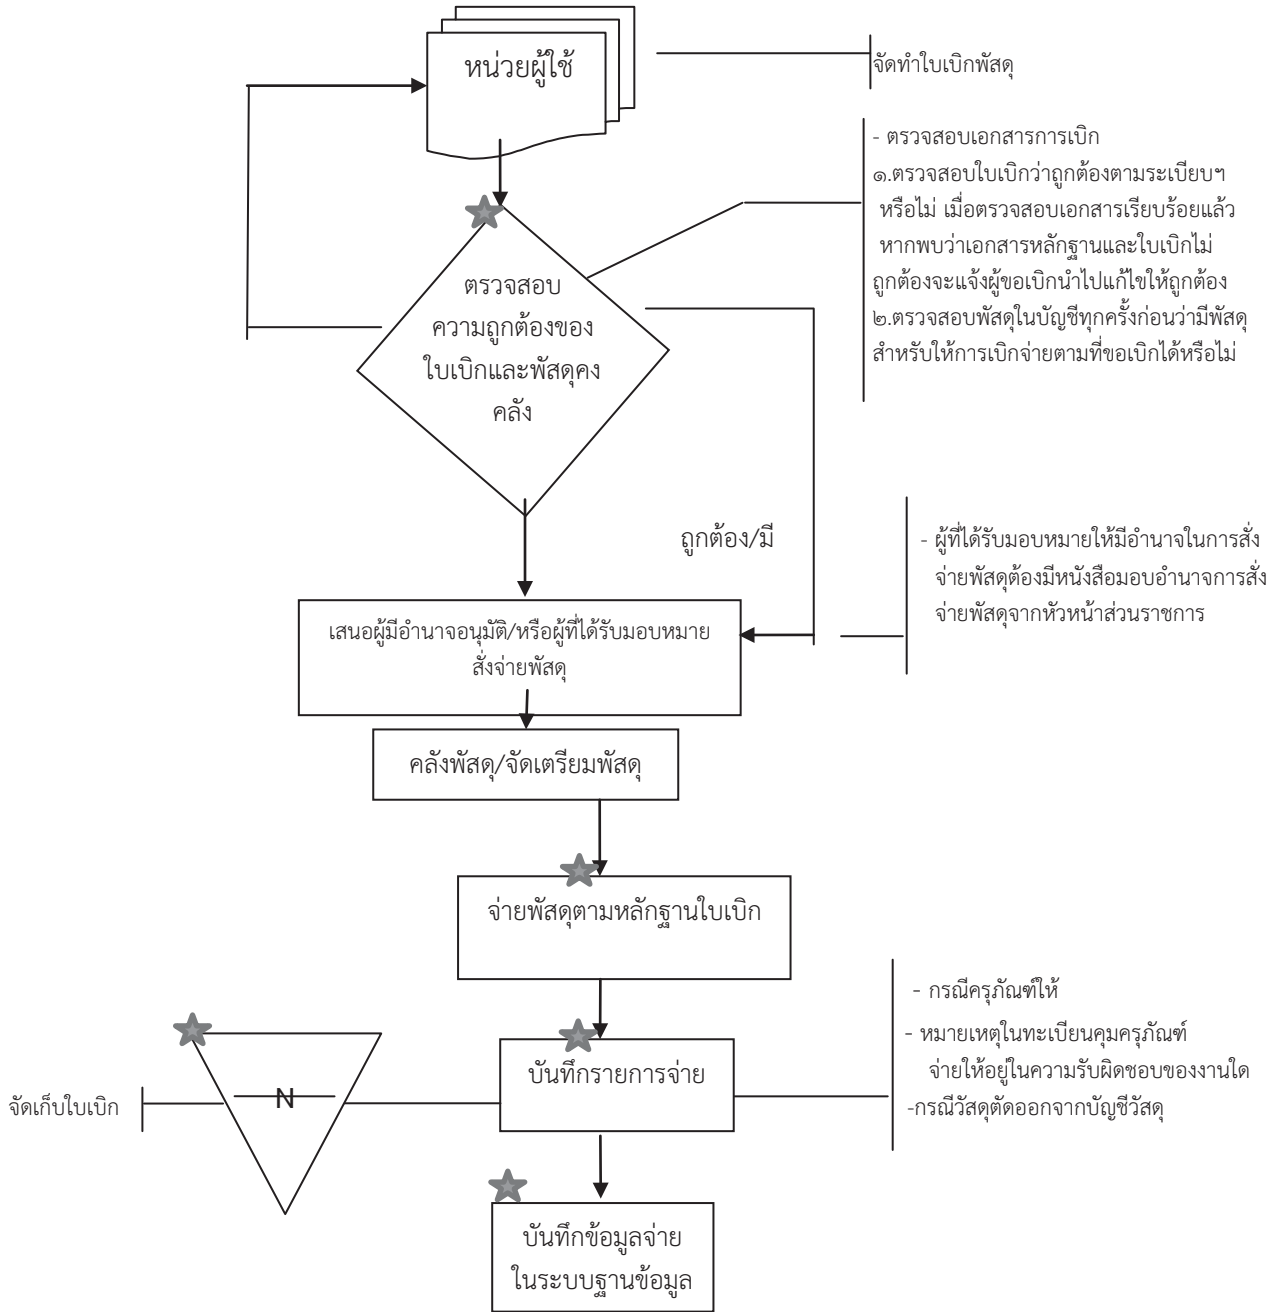 หน่วยผู้ใช้
จัดทำใบเบิกพัสดุ
- ตรวจสอบเอกสารการเบิก
๑.ตรวจสอบใบเบิกว่าถูกต้องตามระเบียบฯ
หรือไม่ เมื่อตรวจสอบเอกสารเรียบร้อยแล้ว
หากพบว่าเอกสารหลักฐานและใบเบิกไม่
ถูกต้องจะแจ้งผู้ขอเบิกนำไปแก้ไขให้ถูกต้อง
๒.ตรวจสอบพัสดุในบัญชีทุกครั้งก่อนว่ามีพัสดุ
สำหรับให้การเบิกจ่ายตามที่ขอเบิกได้หรือไม่
ตรวจสอบ
ความถูกต้องของ
ใบเบิกและพัสดุคง
คลัง
ถูกต้อง/มี
- ผู้ที่ได้รับมอบหมายให้มีอำนาจในการสั่ง
จ่ายพัสดุต้องมีหนังสือมอบอำนาจการสั่ง
จ่ายพัสดุจากหัวหน้าส่วนราชการ
เสนอผู้มีอำนาจอนุมัติ/หรือผู้ที่ได้รับมอบหมาย
สั่งจ่ายพัสดุ
คลังพัสดุ/จัดเตรียมพัสดุ
จ่ายพัสดุตามหลักฐานใบเบิก
- กรณีครุภัณฑ์ให้
- หมายเหตุในทะเบียนคุมครุภัณฑ์
จ่ายให้อยู่ในความรับผิดชอบของงานใด
-กรณีวัสดุตัดออกจากบัญชีวัสดุ
บันทึกรายการจ่าย
N
จัดเก็บใบเบิก
บันทึกข้อมูลจ่าย
ในระบบฐานข้อมูล